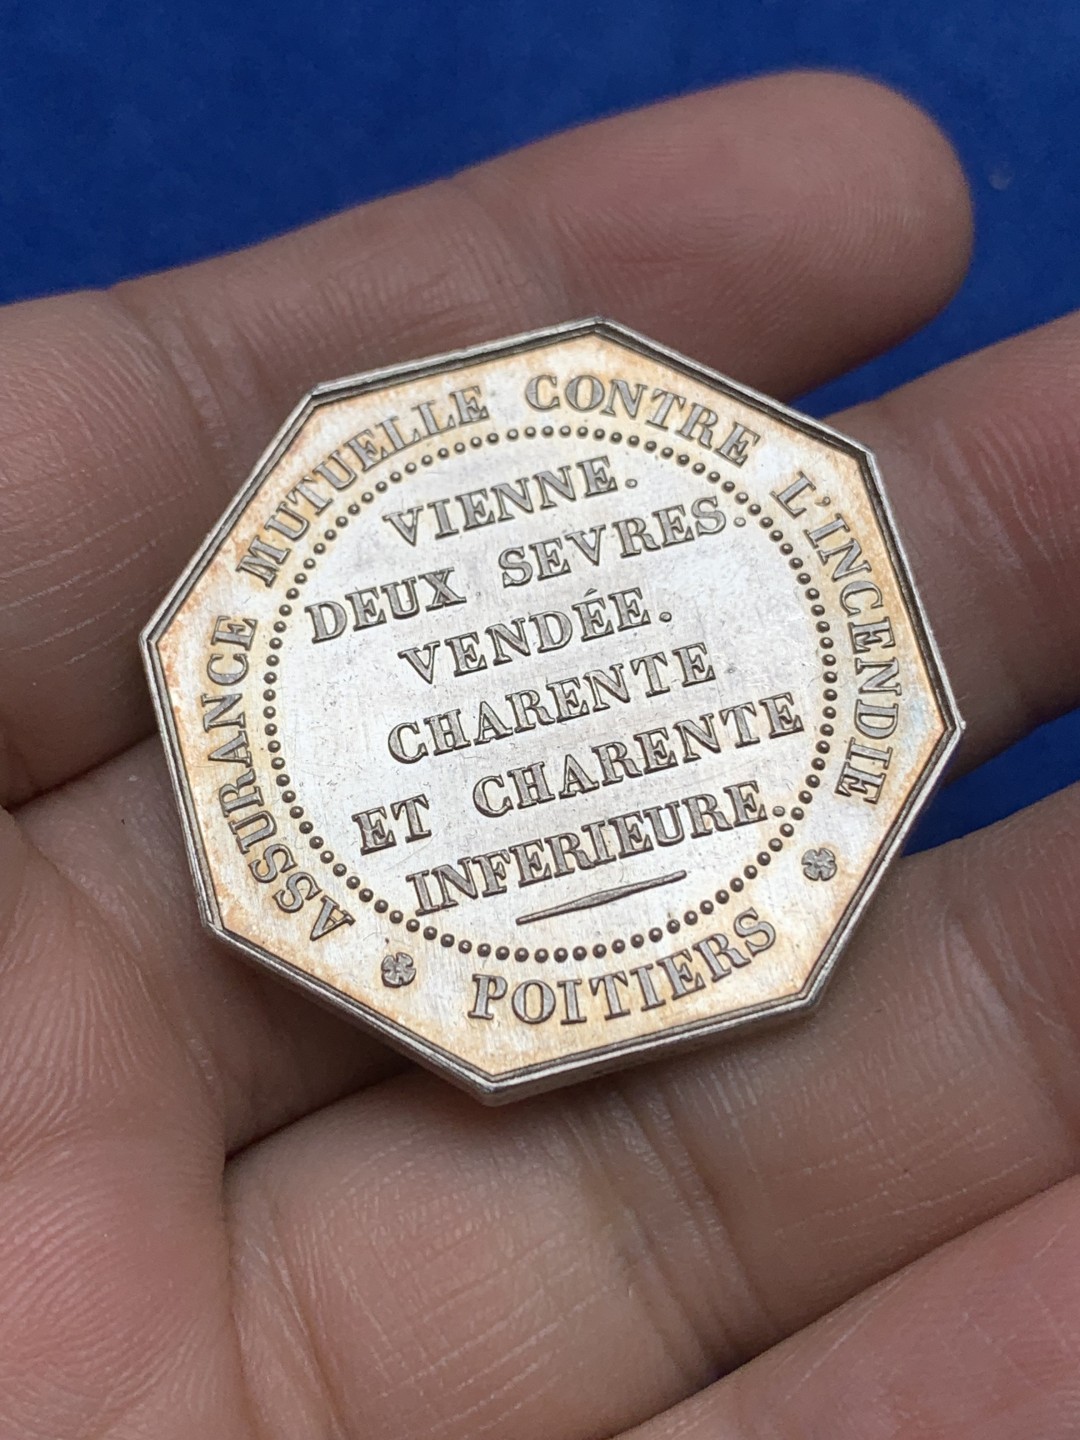 ASSURANCE MUTUELLE CONTRE L'INCENDIE
VIENNE.
DEUX SEVRES.
VENDÉE.
CHARENTE
ET CHARENTE
INFERIEURE.
POITIERS